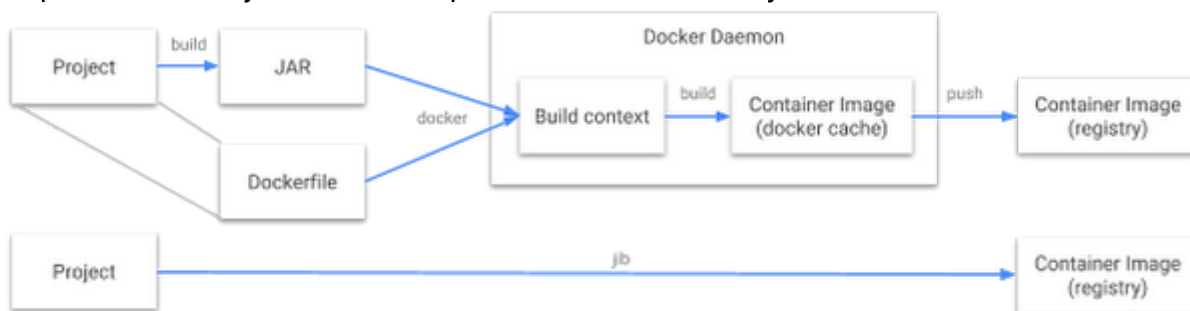 Docker Daemon
build
Project
JAR
docker
Build context
build
Container Image
(docker cache)
push
Container Image
(registry)
Dockerfile
Project
jib
Container Image
(registry)